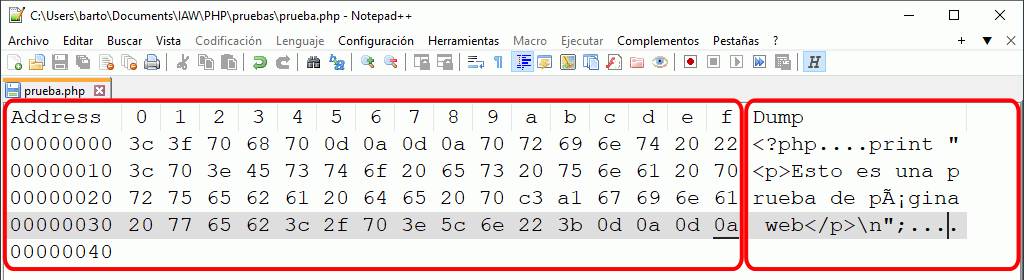 C:\Users\barto\Documents\IAW\PHP\pruebas\prueba.php - Notepad++
Archivo Editar Buscar Vista Codificación Lenguaje Configuración Herramientas Macro Ejecutar Complementos Pestañas ? + ▼ X
prueba.php
Address 0 1 2 3 4 5 6 7 8 9 a b c d e f Dump
00000000 3c 3f 70 68 70 0d 0a 0d 0a 70 72 69 6e 74 20 22 <?php....print "
00000010 3c 70 3e 45 73 74 6f 20 65 73 20 75 6e 61 20 70 <p>Esto es una p
00000020 72 75 65 62 61 20 64 65 20 70 c3 a1 67 69 6e 61 rueba de pÃ¡gina
00000030 20 77 65 62 3c 2f 70 3e 5c 6e 22 3b 0d 0a 0d 0a  web</p>\n";....
00000040